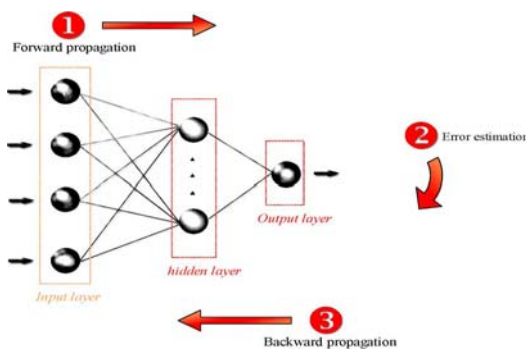 1
Forward propagation
2 Error estimation
Output layer
hidden layer
Input layer
3
Backward propagation